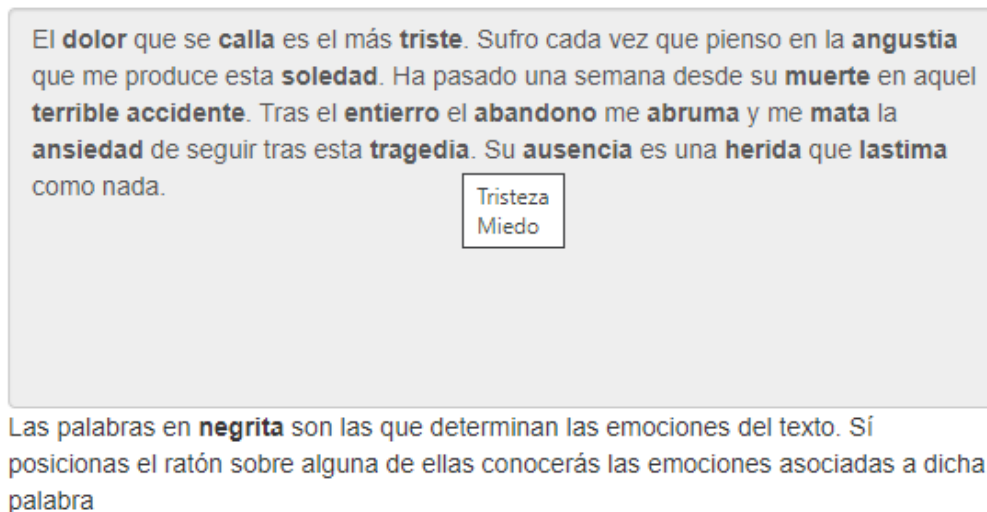 El dolor que se calla es el más triste. Sufro cada vez que pienso en la angustia
que me produce esta soledad. Ha pasado una semana desde su muerte en aquel
terrible accidente. Tras el entierro el abandono me abruma y me mata la
ansiedad de seguir tras esta tragedia. Su ausencia es una herida que lastima
como nada.
Tristeza
Miedo
Las palabras en negrita son las que determinan las emociones del texto. Sí
posicionas el ratón sobre alguna de ellas conocerás las emociones asociadas a dicha
palabra